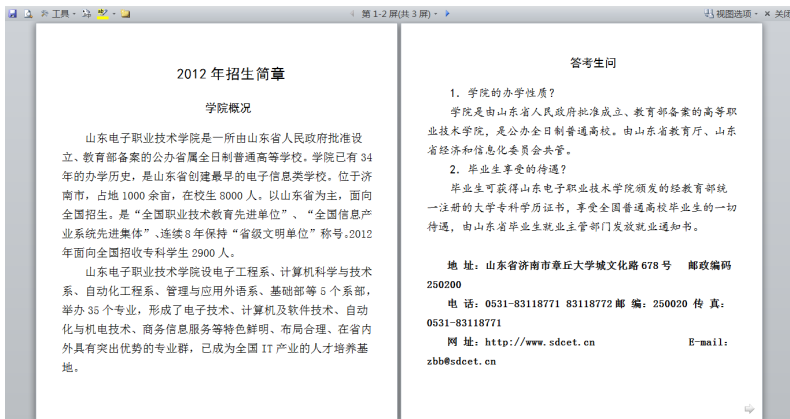 工具
第 1-2 屏(共 3 屏)
视图选项
关闭
2012 年招生简章
学院概况
山东电子职业技术学院是一所由山东省人民政府批准设
立、教育部备案的公办省属全日制普通高等学校。学院已有 34
年的办学历史，是山东省创建最早的电子信息类学校。位于济
南市，占地 1000 余亩，在校生 8000 人。以山东省为主，面向
全国招生。是“全国职业技术教育先进单位”、“全国信息产
业系统先进集体”、连续 8 年保持“省级文明单位”称号。2012
年面向全国招收专科学生 2900 人。
山东电子职业技术学院设电子工程系、计算机科学与技术
系、自动化工程系、管理与应用外语系、基础部等 5 个系部，
举办 35 个专业，形成了电子技术、计算机及软件技术、自动
化与机电技术、商务信息服务等特色鲜明、布局合理、在省内
外具有突出优势的专业群，已成为全国 IT 产业的人才培养基
地。
答考生问
1．学院的办学性质？
学院是由山东省人民政府批准成立、教育部备案的高等职
业技术学院，是公办全日制普通高校。由山东省教育厅、山东
省经济和信息化委员会共管。
2．毕业生享受的待遇？
毕业生可获得山东电子职业技术学院颁发的经教育部统
一注册的大学专科学历证书，享受全国普通高校毕业生的一切
待遇，由山东省毕业生就业主管部门发放就业通知书。
地 址：山东省济南市章丘大学城文化路 678 号 邮政编码
250200
电 话：0531-83118771 83118772 邮 编：250020 传 真：
0531-83118771
网 址：http://www.sdcet.cn E-mail：
zbb@sdcet.cn